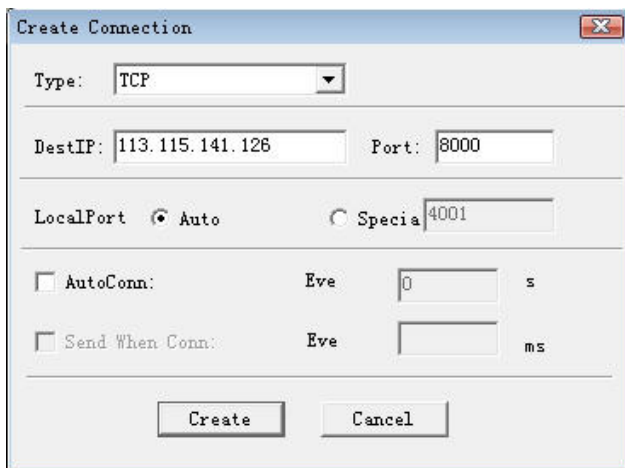 Create Connection
Type: TCP
DestIP: 113.115.141.126 Port: 8000
LocalPort Auto Specia 4001
AutoConn: Eve 0 s
Send When Conn: Eve ms
Create Cancel